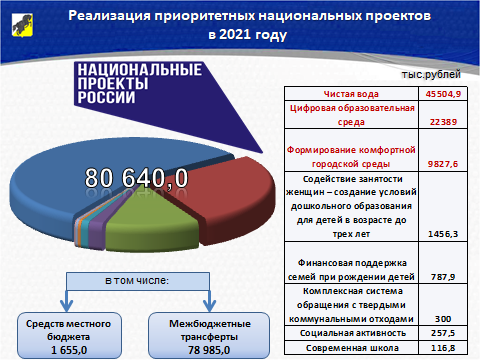 Реализация приоритетных национальных проектов
в 2021 году
НАЦИОНАЛЬНЫЕ
ПРОЕКТЫ
РОССИИ
80 640,0
в том числе:
Средств местного
бюджета
1 655,0
Межбюджетные
трансферты
78 985,0
тыс.рублей
Чистая вода 45504,9
Цифровая образовательная
среда 22389
Формирование комфортной
городской среды 9827,6
Содействие занятости
женщин – создание условий
дошкольного образования
для детей в возрасте до
трех лет 1456,3
Финансовая поддержка
семей при рождении детей 787,9
Комплексная система
обращения с твердыми
коммунальными отходами 300
Социальная активность 257,5
Современная школа 116,8